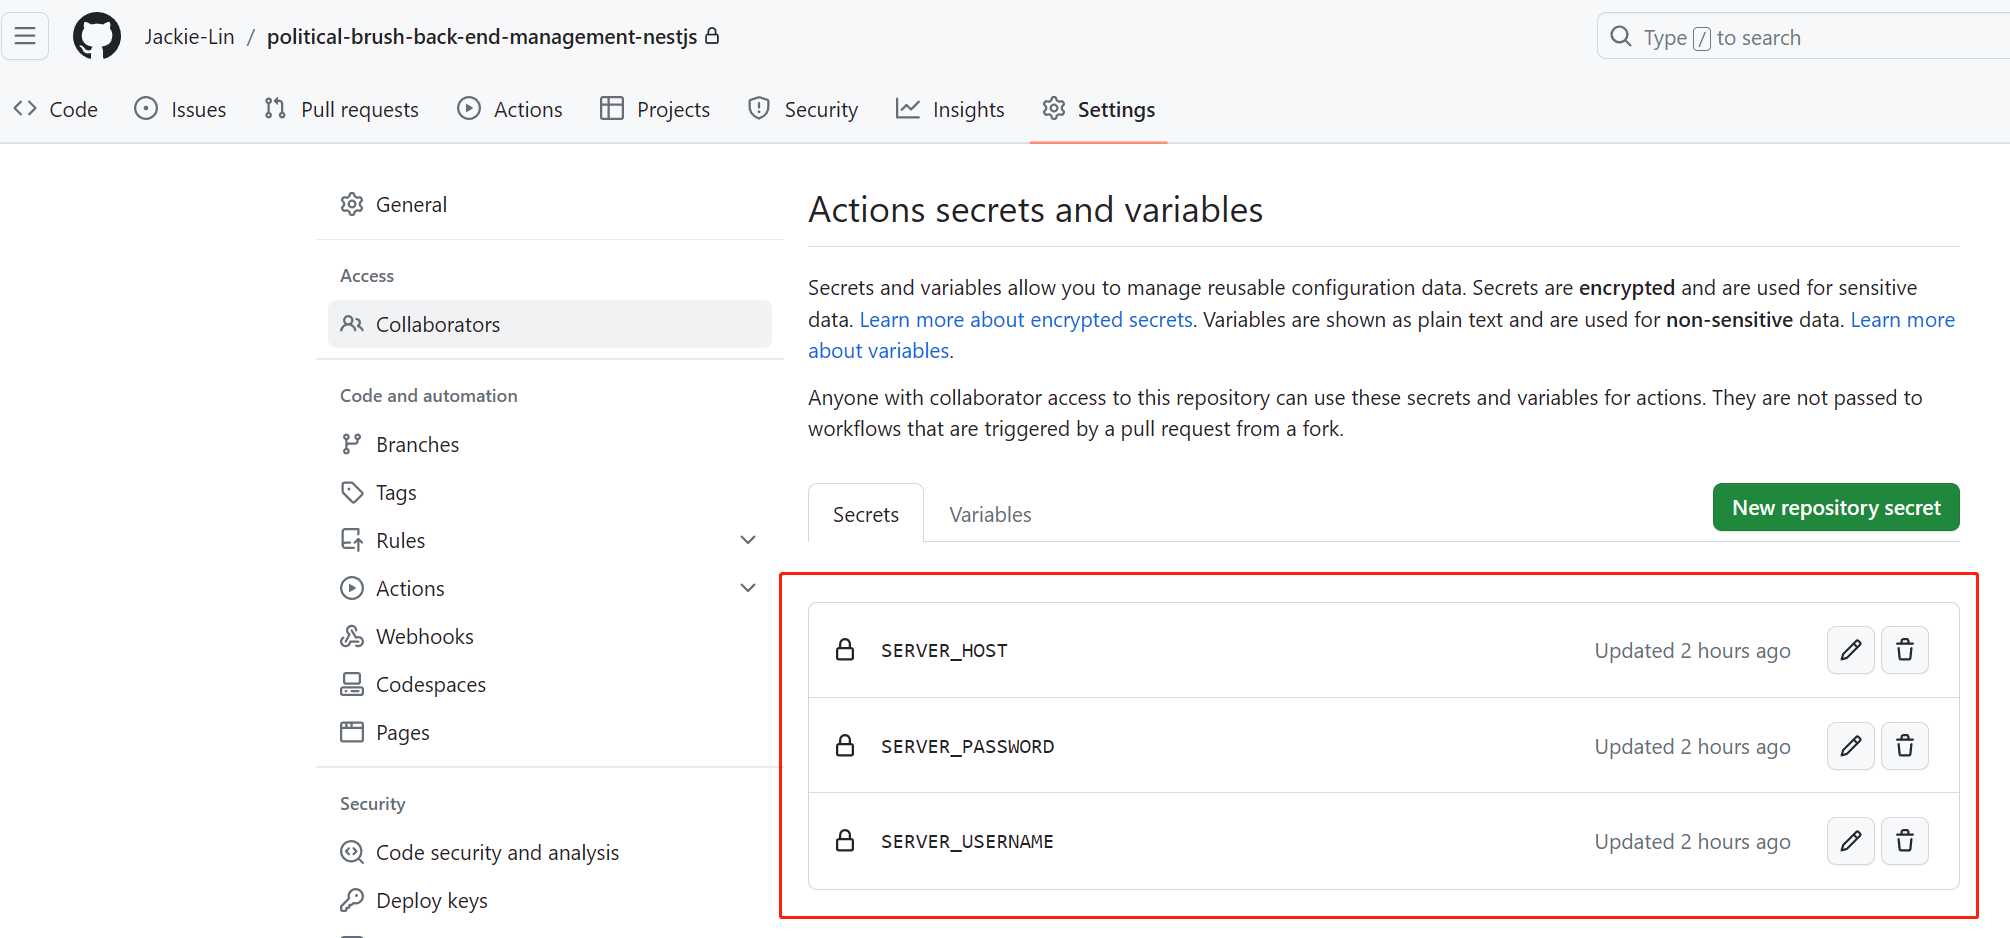 Jackie-Lin / political-brush-back-end-management-nestjs
Type / to search
Code
Issues
Pull requests
Actions
Projects
Security
Insights
Settings
General
Access
Collaborators
Code and automation
Branches
Tags
Rules
Actions
Webhooks
Codespaces
Pages
Security
Code security and analysis
Deploy keys
Actions secrets and variables
Secrets and variables allow you to manage reusable configuration data. Secrets are encrypted and are used for sensitive
data. Learn more about encrypted secrets. Variables are shown as plain text and are used for non-sensitive data. Learn more
about variables.
Anyone with collaborator access to this repository can use these secrets and variables for actions. They are not passed to
workflows that are triggered by a pull request from a fork.
Secrets
Variables
New repository secret
SERVER_HOST
Updated 2 hours ago
SERVER_PASSWORD
Updated 2 hours ago
SERVER_USERNAME
Updated 2 hours ago